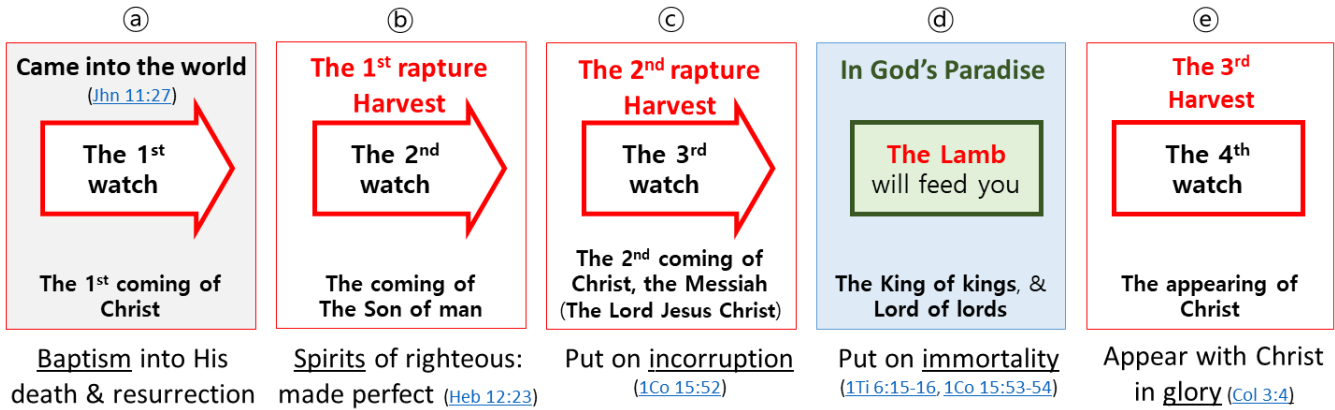 ⓐ
Came into the world
(Jhn 11:27)
The 1st
watch
The 1st coming of
Christ
Baptism into His
death & resurrection
ⓑ
The 1st rapture
Harvest
The 2nd
watch
The coming of
The Son of man
Spirits of righteous:
made perfect (Heb 12:23)
ⓒ
The 2nd rapture
Harvest
The 3rd
watch
The 2nd coming of
Christ, the Messiah
(The Lord Jesus Christ)
Put on incorruption
(1Co 15:52)
ⓓ
In God’s Paradise
The Lamb
will feed you
The King of kings, &
Lord of lords
Put on immortality
(1Ti 6:15-16, 1Co 15:53-54)
ⓔ
The 3rd
Harvest
The 4th
watch
The appearing of
Christ
Appear with Christ
in glory (Col 3:4)